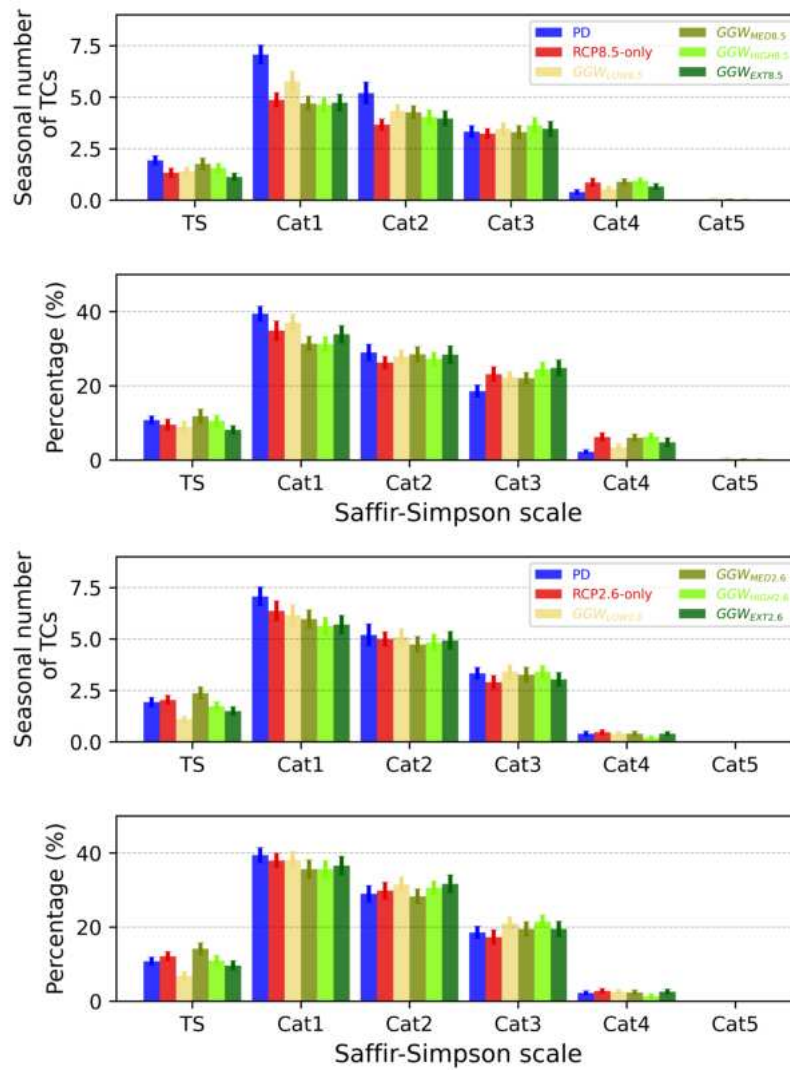 Seasonal number
of TCs
7.5
5.0
2.5
0.0
PD
RCP8.5-only
GGW_LOW8.5
GGW_MED8.5
GGW_HIGH8.5
GGW_EXT8.5
TS Cat1 Cat2 Cat3 Cat4 Cat5
Percentage (%)
40
20
0
TS Cat1 Cat2 Cat3 Cat4 Cat5
Saffir-Simpson scale
Seasonal number
of TCs
7.5
5.0
2.5
0.0
PD
RCP2.6-only
GGW_LOW2.6
GGW_MED2.6
GGW_HIGH2.6
GGW_EXT2.6
TS Cat1 Cat2 Cat3 Cat4 Cat5
Percentage (%)
40
20
0
TS Cat1 Cat2 Cat3 Cat4 Cat5
Saffir-Simpson scale